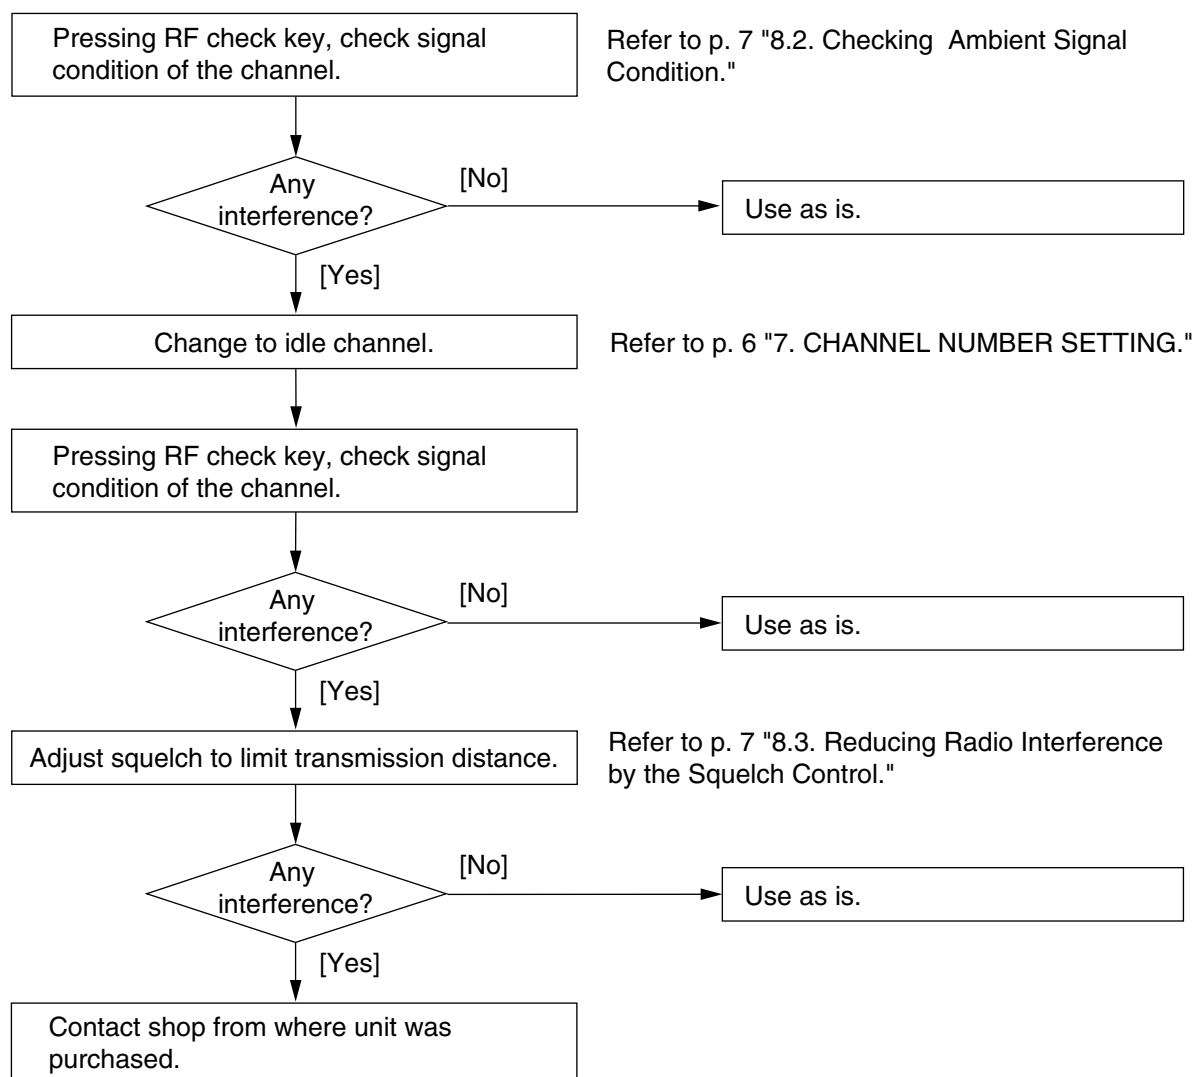 Pressing RF check key, check signal
condition of the channel.
Refer to p. 7 "8.2. Checking  Ambient Signal
Condition."
Any
interference?
[No]
Use as is.
[Yes]
Change to idle channel.
Refer to p. 6 "7. CHANNEL NUMBER SETTING."
Pressing RF check key, check signal
condition of the channel.
Any
interference?
[No]
Use as is.
[Yes]
Adjust squelch to limit transmission distance.
Refer to p. 7 "8.3. Reducing Radio Interference
by the Squelch Control."
Any
interference?
[No]
Use as is.
[Yes]
Contact shop from where unit was
purchased.